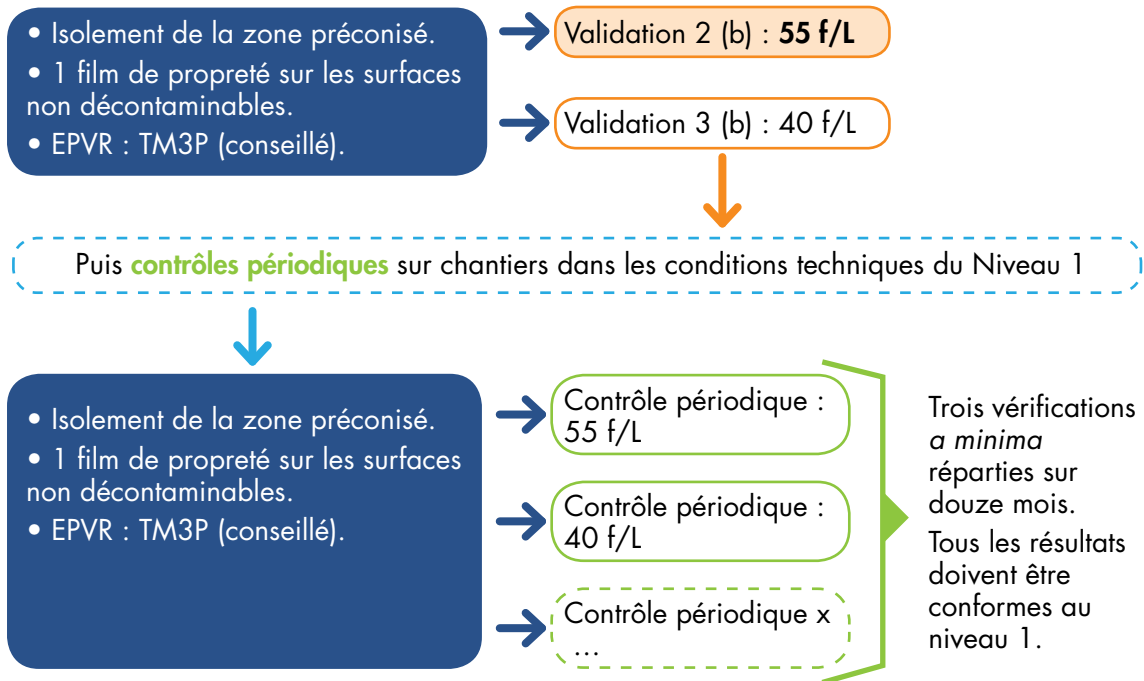 • Isolement de la zone préconisé.
• 1 film de propreté sur les surfaces
non décontaminables.
• EPVR : TM3P (conseillé).
Validation 2 (b) : 55 f/L
Validation 3 (b) : 40 f/L
Puis contrôles périodiques sur chantiers dans les conditions techniques du Niveau 1
• Isolement de la zone préconisé.
• 1 film de propreté sur les surfaces
non décontaminables.
• EPVR : TM3P (conseillé).
Contrôle périodique :
55 f/L
Contrôle périodique :
40 f/L
Contrôle périodique x
...
Trois vérifications
a minima
réparties sur
douze mois.
Tous les résultats
doivent être
conformes au
niveau 1.